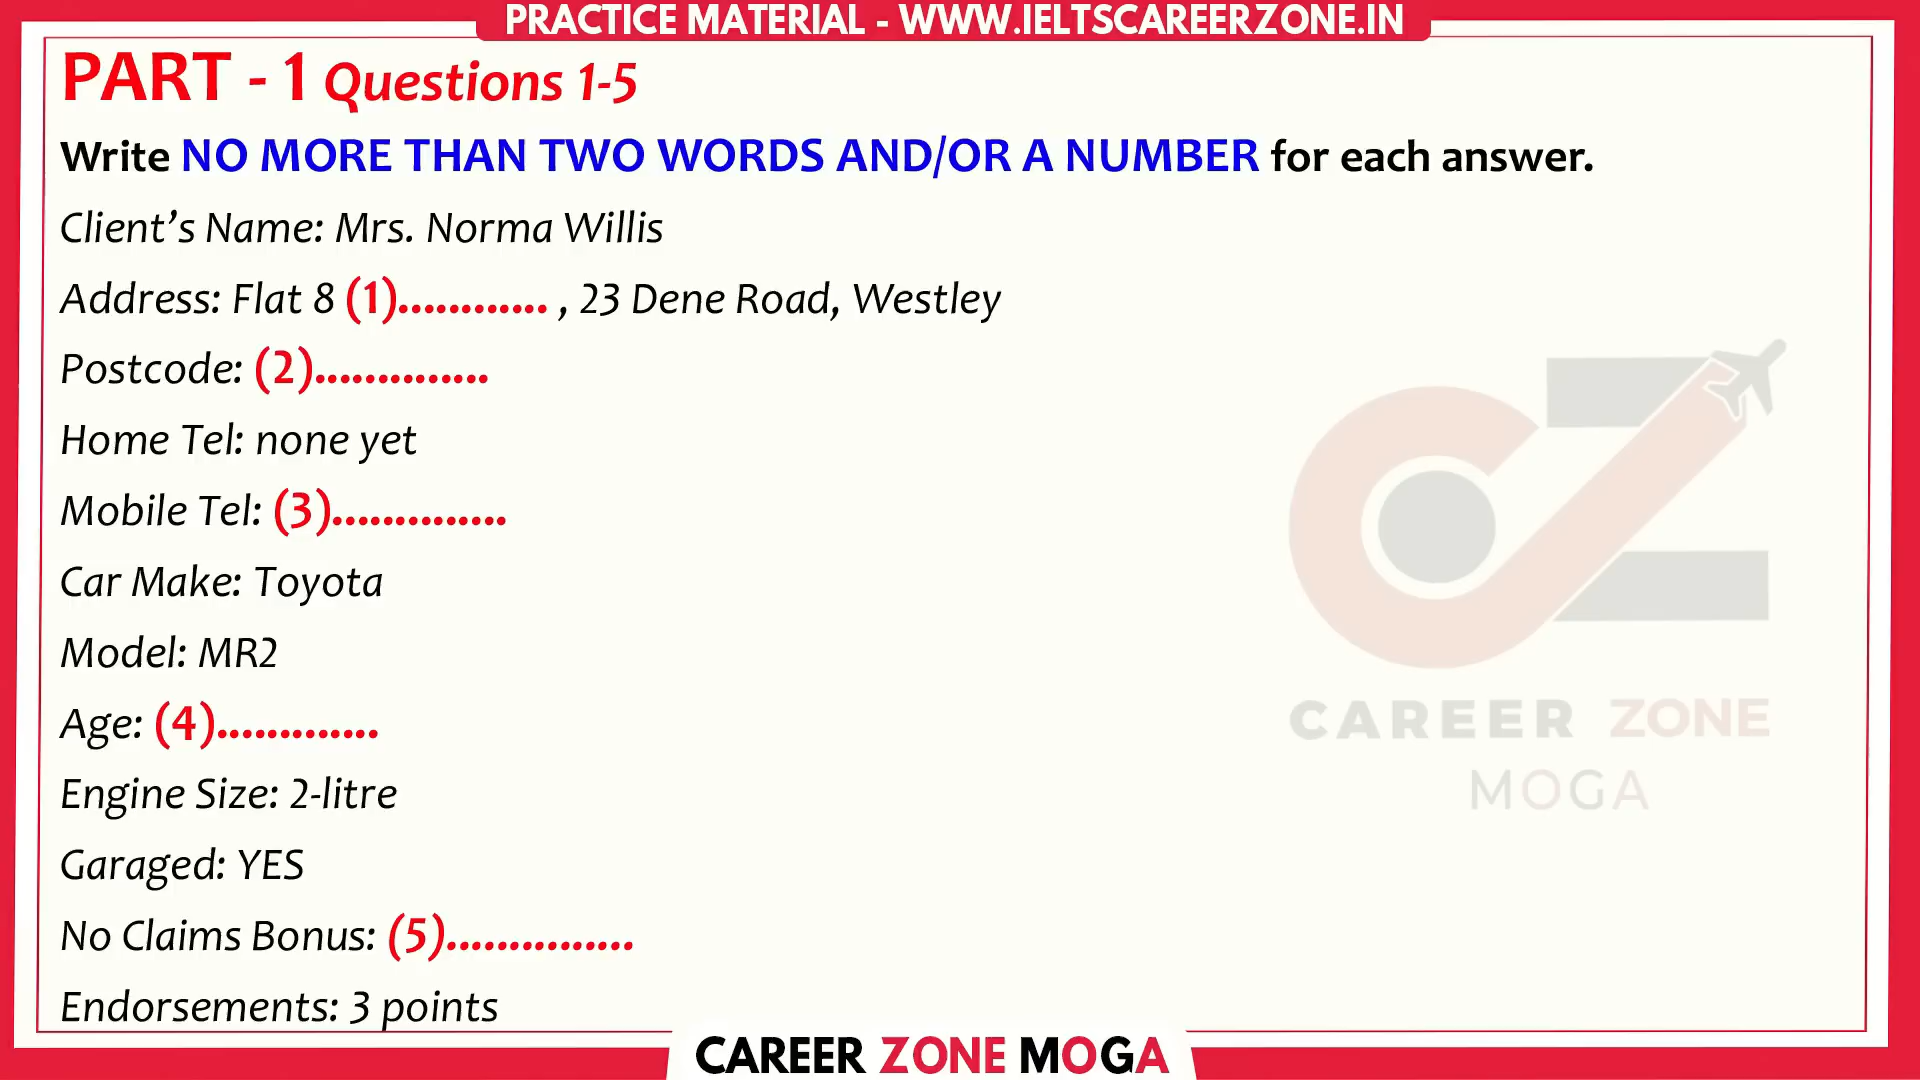 PRACTICE MATERIAL - WWW.IELTSCAREERZONE.IN
PART - 1 Questions 1-5
Write NO MORE THAN TWO WORDS AND/OR A NUMBER for each answer.
Client’s Name: Mrs. Norma Willis
Address: Flat 8 (1)............ , 23 Dene Road, Westley
Postcode: (2)..............
Home Tel: none yet
Mobile Tel: (3)..............
Car Make: Toyota
Model: MR2
Age: (4).............
Engine Size: 2-litre
Garaged: YES
No Claims Bonus: (5)...............
Endorsements: 3 points
CAREER ZONE
MOGA
CAREER ZONE MOGA